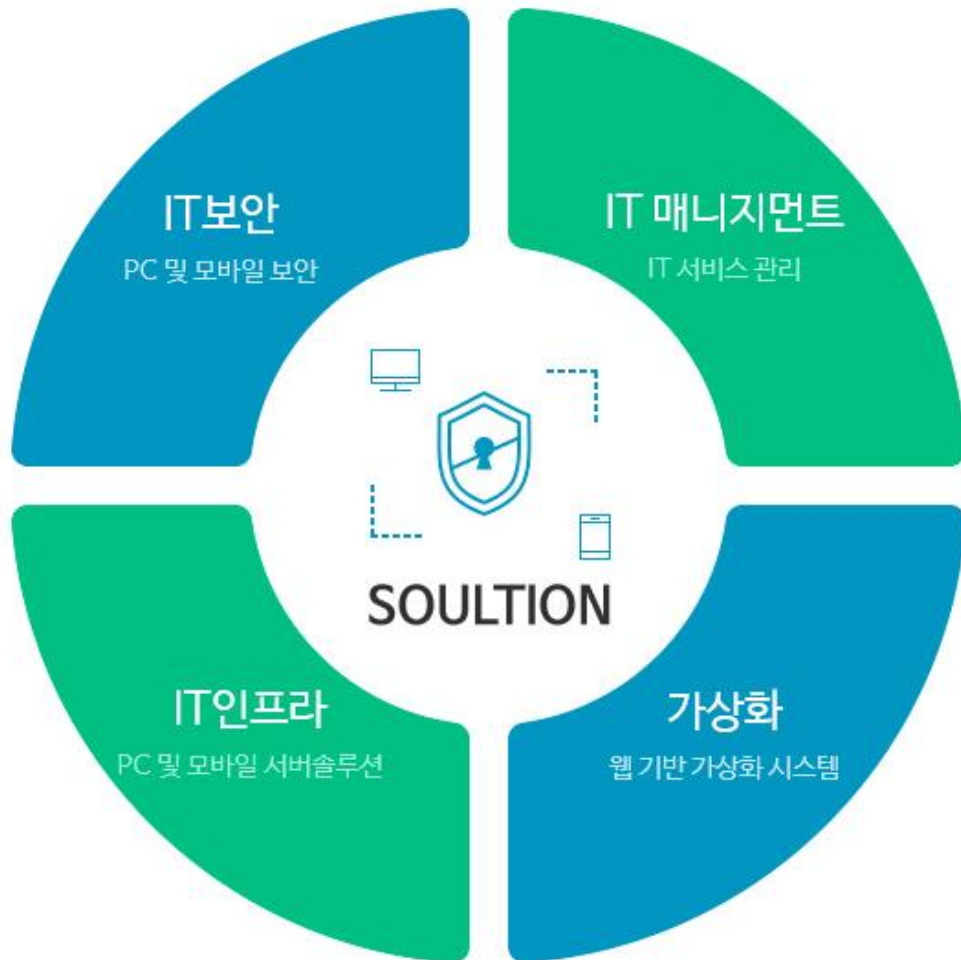 IT보안
PC 및 모바일 보안
IT 매니지먼트
IT 서비스 관리
SOULTION
IT인프라
PC 및 모바일 서버솔루션
가상화
웹 기반 가상화 시스템